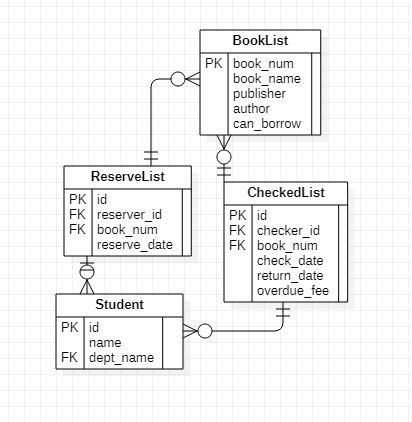 BookList
PK book_num
book_name
publisher
author
can_borrow
ReserveList
PK id
FK reserver_id
FK book_num
reserve_date
CheckedList
PK id
FK checker_id
FK book_num
check_date
return_date
overdue_fee
Student
PK id
name
FK dept_name